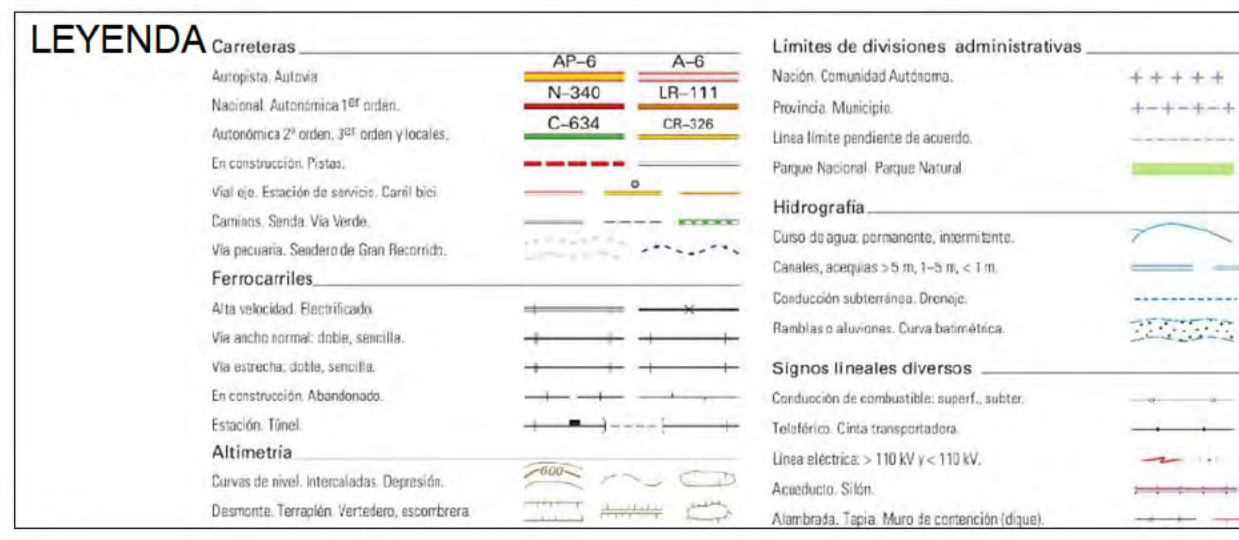 LEYENDA
Carreteras
AP-6 A-6
Autopista. Autovía
N-340 LR-111
Nacional. Autonómica 1er orden.
C-634 CR-326
Autonómica 2º orden. 3er orden y locales.
En construcción. Pistas.
Vial eje. Estación de servicio. Carril bici.
Caminos. Senda. Vía Verde.
Vía pecuaria. Sendero de Gran Recorrido.
Ferrocarriles
Alta velocidad. Electrificado.
Vía ancho normal: doble, sencilla.
Vía estrecha: doble, sencilla.
En construcción. Abandonado.
Estación. Túnel.
Altimetría
Curvas de nivel. Intercaladas. Depresión.
600
Desmonte. Terraplén. Vertedero, escombrera.
Límites de divisiones administrativas
Nación. Comunidad Autónoma.
Provincia. Municipio.
Línea límite pendiente de acuerdo.
Parque Nacional. Parque Natural.
Hidrografía
Curso de agua: permanente, intermitente.
Canales, acequias >5 m, 1-5 m, < 1 m.
Conducción subterránea. Drenaje.
Ramblas o aluviones. Curva batimétrica.
Signos lineales diversos
Conducción de combustible: superf., subter.
Teleférico. Cinta transportadora.
Línea eléctrica: > 110 kV y < 110 kV.
Acueducto. Sifón.
Alambrada. Tapia. Muro de contención (dique).